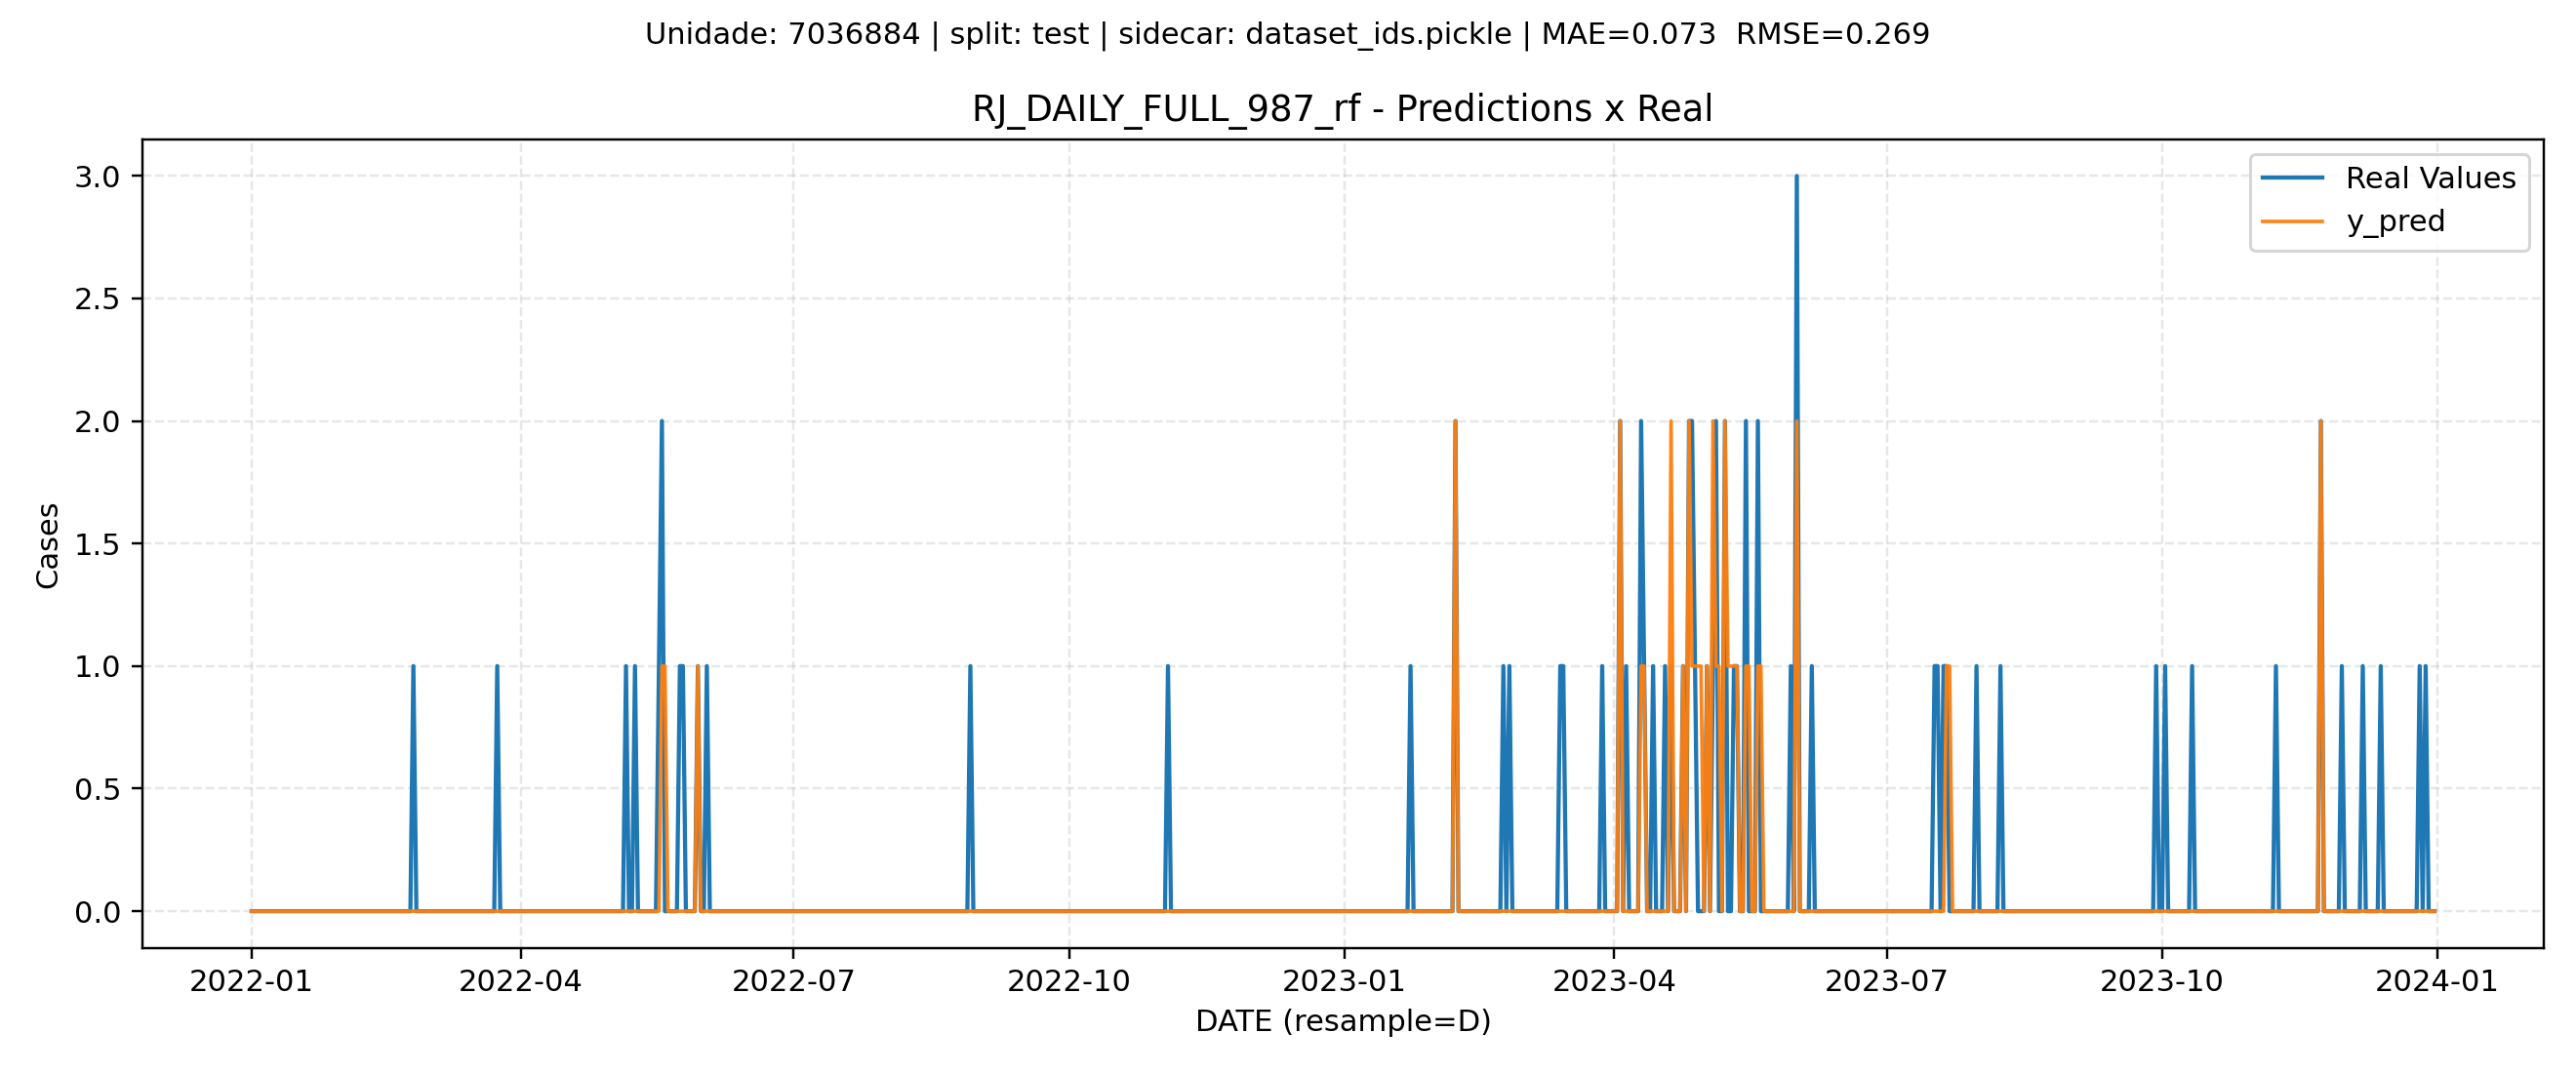 Unidade: 7036884 | split: test | sidecar: dataset_ids.pickle | MAE=0.073  RMSE=0.269
RJ_DAILY_FULL_987_rf - Predictions x Real
Real Values
y_pred
3.0
2.5
2.0
1.5
1.0
0.5
0.0
Cases
2022-01
2022-04
2022-07
2022-10
2023-01
2023-04
2023-07
2023-10
2024-01
DATE (resample=D)